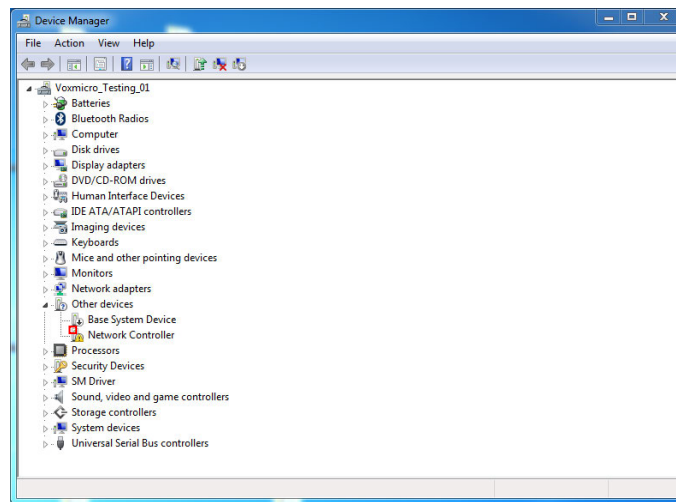 Device Manager
File Action View Help
Voxmicro_Testing_01
Batteries
Bluetooth Radios
Computer
Disk drives
Display adapters
DVD/CD-ROM drives
Human Interface Devices
IDE ATA/ATAPI controllers
Imaging devices
Keyboards
Mice and other pointing devices
Monitors
Network adapters
Other devices
Base System Device
Network Controller
Processors
Security Devices
SM Driver
Sound, video and game controllers
Storage controllers
System devices
Universal Serial Bus controllers